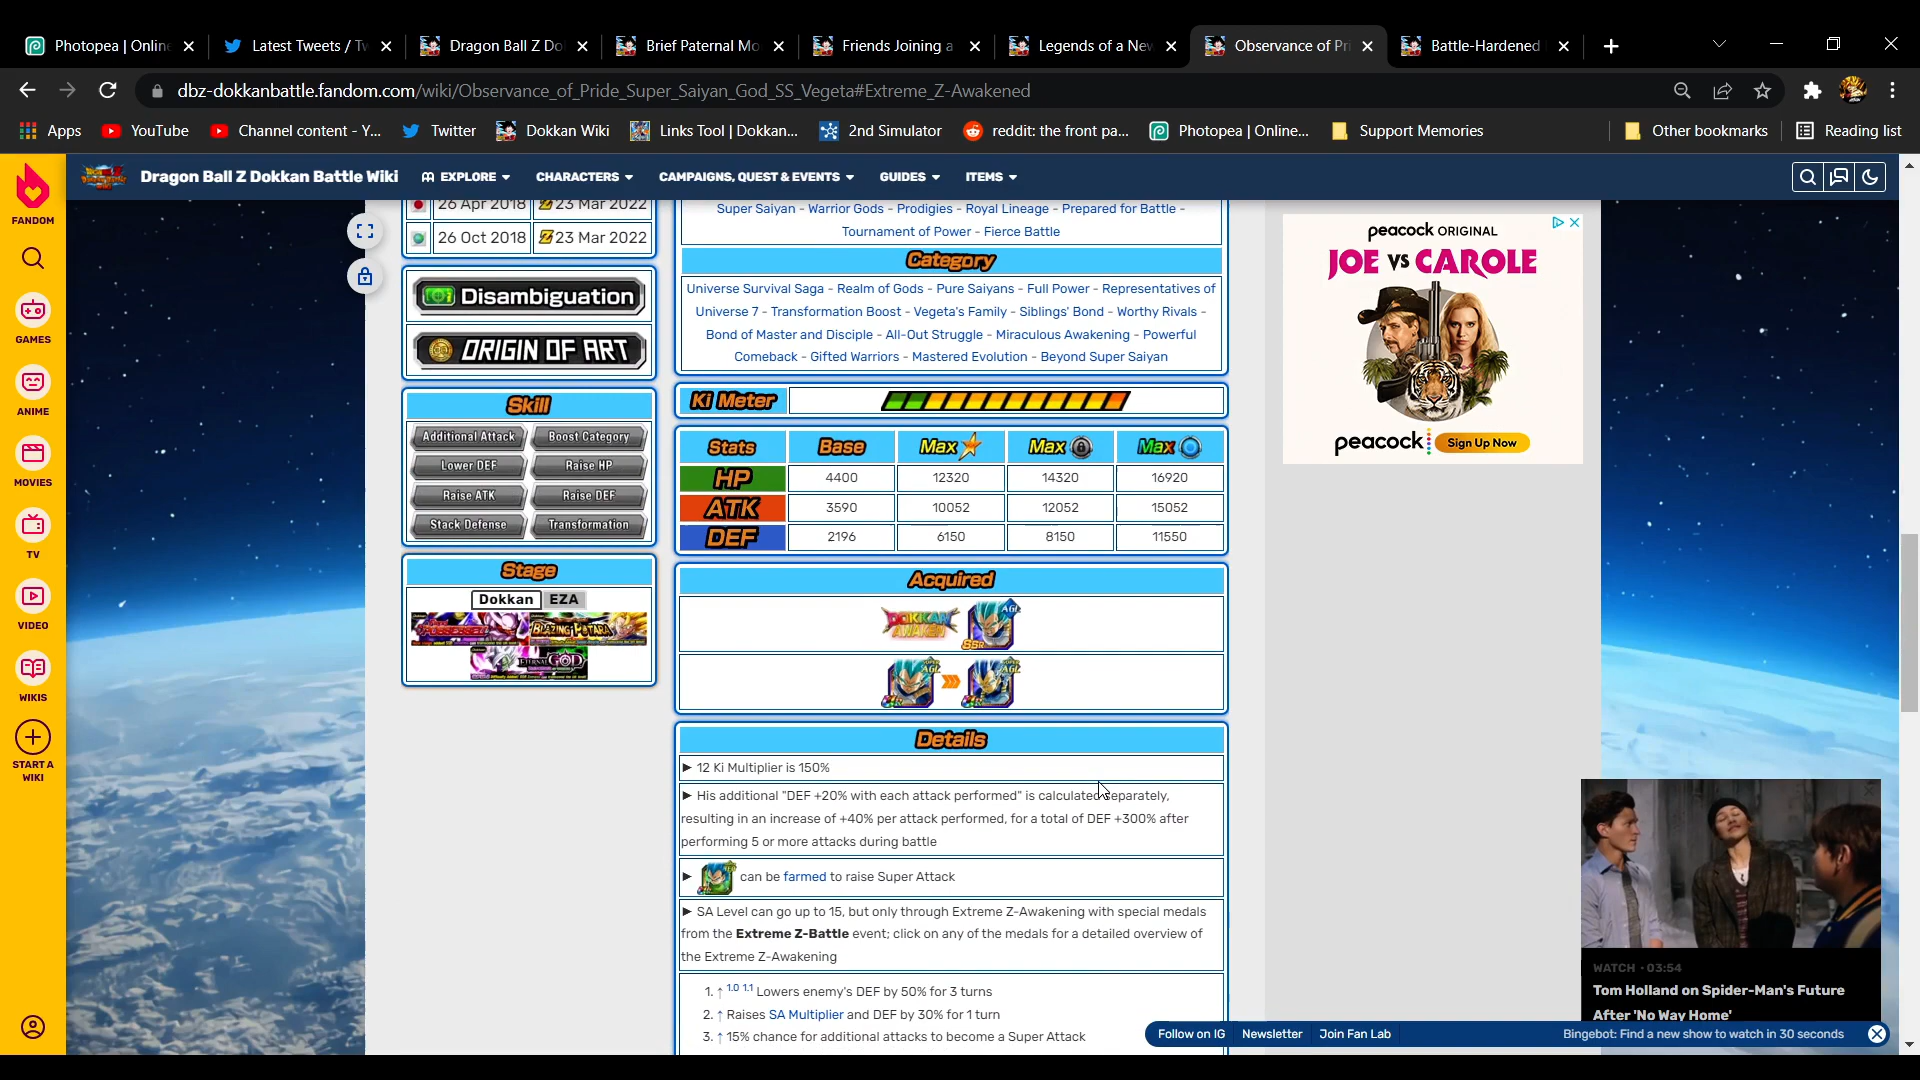 Photopea | Online
Latest Tweets / Tw
Dragon Ball Z Do
Brief Paternal Mo
Friends Joining a
Legends of a New
Observance of Pri
Battle-Hardened
dbz-dokkanbattle.fandom.com/wiki/Observance_of_Pride_Super_Saiyan_God_SS_Vegeta#Extreme_Z-Awakened
Apps
YouTube
Channel content - Y...
Twitter
Dokkan Wiki
Links Tool | Dokkan...
2nd Simulator
reddit: the front pa...
Photopea | Online...
Support Memories
Other bookmarks
Reading list
FANDOM
GAMES
ANIME
MOVIES
TV
VIDEO
WIKIS
START A
WIKI
Dragon Ball Z Dokkan Battle Wiki
EXPLORE
CHARACTERS
CAMPAIGNS, QUEST & EVENTS
GUIDES
ITEMS
26 Apr 2018 23 Mar 2022
26 Oct 2018 23 Mar 2022
Disambiguation
ORIGIN OF ART
Skill
Additional Attack Boost Category
Lower DEF Raise HP
Raise ATK Raise DEF
Stack Defense Transformation
Stage
Dokkan EZA
BLAZING POTARA
ETERNAL GOD
Super Saiyan - Warrior Gods - Prodigies - Royal Lineage - Prepared for Battle -
Tournament of Power - Fierce Battle
Category
Universe Survival Saga - Realm of Gods - Pure Saiyans - Full Power - Representatives of
Universe 7 - Transformation Boost - Vegeta's Family - Siblings' Bond - Worthy Rivals -
Bond of Master and Disciple - All-Out Struggle - Miraculous Awakening - Powerful
Comeback - Gifted Warriors - Mastered Evolution - Beyond Super Saiyan
Ki Meter
Stats Base Max Max Max
HP 4400 12320 14320 16920
ATK 3590 10052 12052 15052
DEF 2196 6150 8150 11550
Acquired
DOKKAN AWAKEN SSR AGL
UR SUPER AGL UR SUPER AGL
Details
► 12 Ki Multiplier is 150%
► His additional "DEF +20% with each attack performed" is calculated separately,
resulting in an increase of +40% per attack performed, for a total of DEF +300% after
performing 5 or more attacks during battle
► can be farmed to raise Super Attack
► SA Level can go up to 15, but only through Extreme Z-Awakening with special medals
from the Extreme Z-Battle event; click on any of the medals for a detailed overview of
the Extreme Z-Awakening
1. ↑ 1.0 1.1 Lowers enemy's DEF by 50% for 3 turns
2. ↑ Raises SA Multiplier and DEF by 30% for 1 turn
3. ↑ 15% chance for additional attacks to become a Super Attack
peacock ORIGINAL
JOE vs CAROLE
peacock Sign Up Now
WATCH • 03:54
Tom Holland on Spider-Man's Future
After 'No Way Home'
Follow on IG
Newsletter
Join Fan Lab
Bingebot: Find a new show to watch in 30 seconds